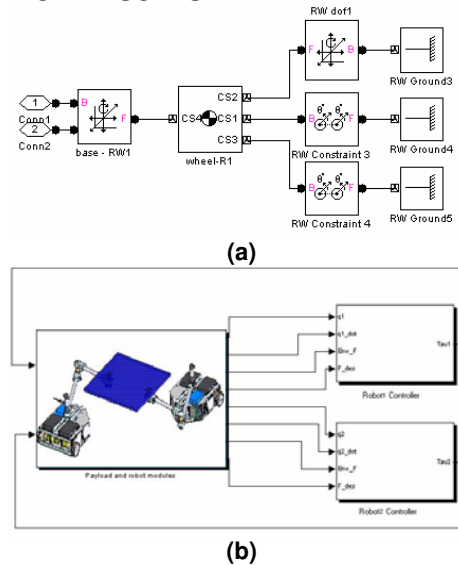 RW dof1
F
B
RW Ground3
1
B
Conn1
2
F
Conn2
base - RW1
CS2
CS4
CS1
CS3
wheel-R1
B
F
RW Constraint 3
RW Ground4
B
F
RW Constraint 4
RW Ground5
(a)
q1
q1_dot
Env_F
F_des
Tau1
Robot1 Controller
q2
q2_dot
Env_F
F_des
Tau2
Robot2 Controller
Payload and robot modules
(b)